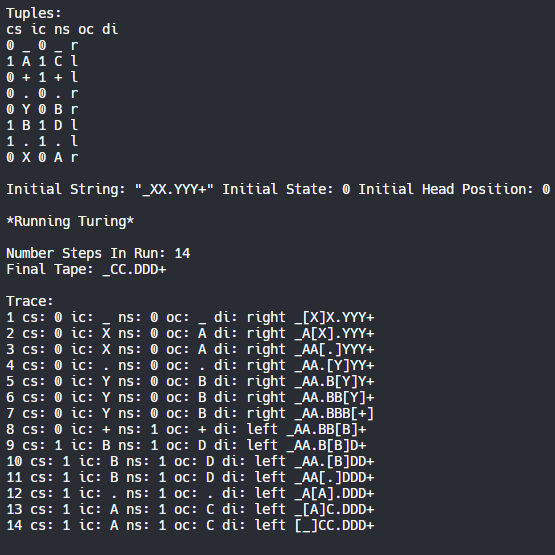 Tuples:
cs ic ns oc di
0 _ 0 _ r
1 A 1 C l
0 + 1 + l
0 . 0 . r
0 Y 0 B r
1 B 1 D l
1 . 1 . l
0 X 0 A r
Initial String: "_XX.YYY+" Initial State: 0 Initial Head Position: 0
*Running Turing*
Number Steps In Run: 14
Final Tape: _CC.DDD+
Trace:
1 cs: 0 ic: _ ns: 0 oc: _ di: right _[X]X.YYY+
2 cs: 0 ic: X ns: 0 oc: A di: right _A[X].YYY+
3 cs: 0 ic: X ns: 0 oc: A di: right _AA[.]YYY+
4 cs: 0 ic: . ns: 0 oc: . di: right _AA.[Y]YY+
5 cs: 0 ic: Y ns: 0 oc: B di: right _AA.B[Y]Y+
6 cs: 0 ic: Y ns: 0 oc: B di: right _AA.BB[Y]+
7 cs: 0 ic: Y ns: 0 oc: B di: right _AA.BBB[+]
8 cs: 0 ic: + ns: 1 oc: + di: left _AA.BB[B]+
9 cs: 1 ic: B ns: 1 oc: D di: left _AA.B[B]D+
10 cs: 1 ic: B ns: 1 oc: D di: left _AA.[B]DD+
11 cs: 1 ic: B ns: 1 oc: D di: left _AA[.]DDD+
12 cs: 1 ic: . ns: 1 oc: . di: left _A[A].DDD+
13 cs: 1 ic: A ns: 1 oc: C di: left _[A]C.DDD+
14 cs: 1 ic: A ns: 1 oc: C di: left [_]CC.DDD+